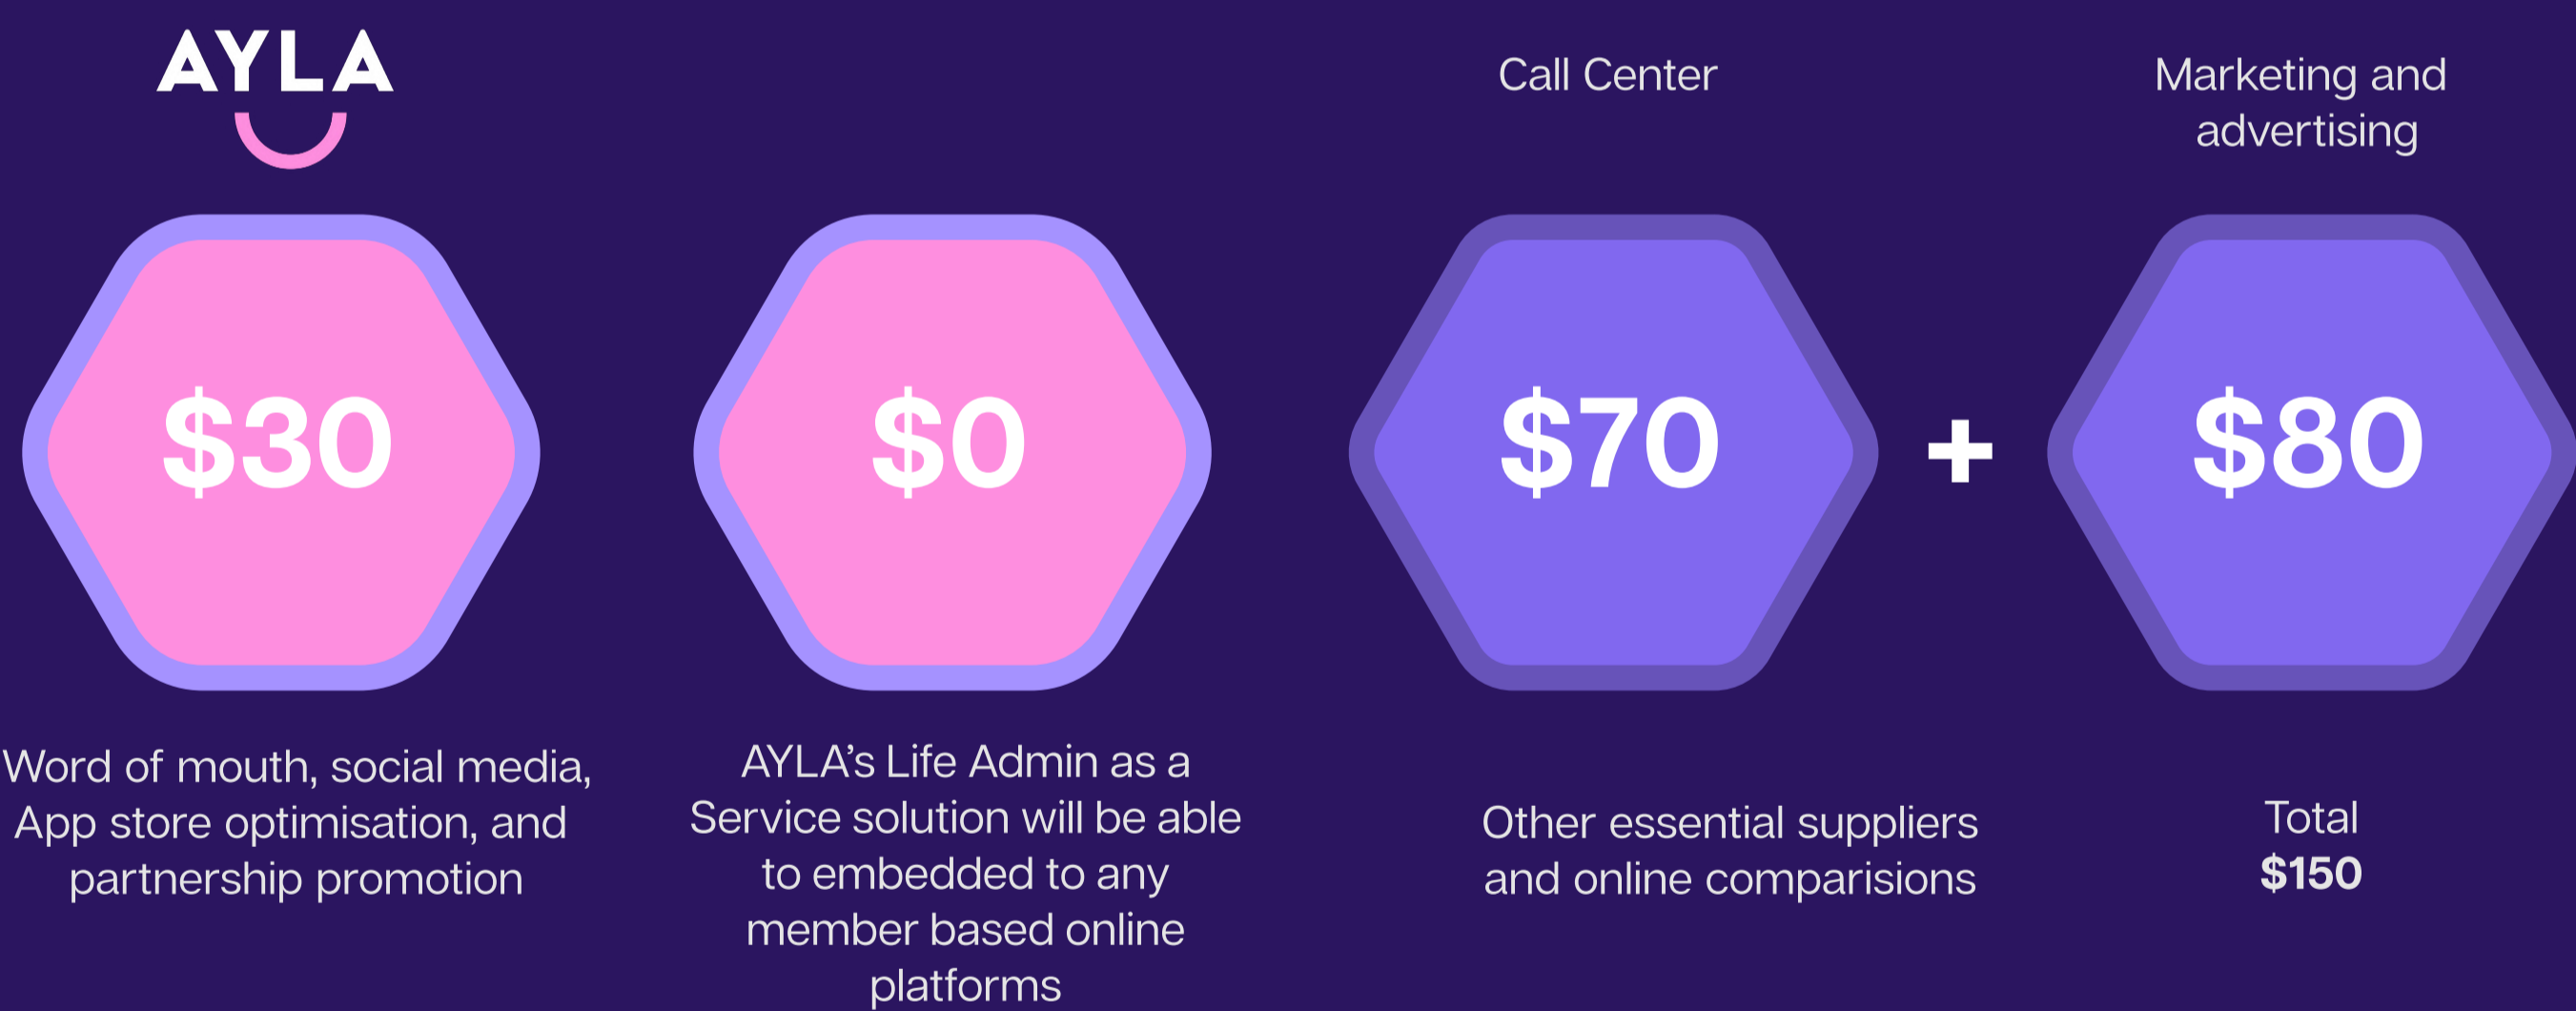 AYLA
$30
Word of mouth, social media,
App store optimisation, and
partnership promotion
$0
AYLA’s Life Admin as a
Service solution will be able
to embedded to any
member based online
platforms
Call Center
$70
+
Marketing and
advertising
$80
Other essential suppliers
and online comparisions
Total
$150